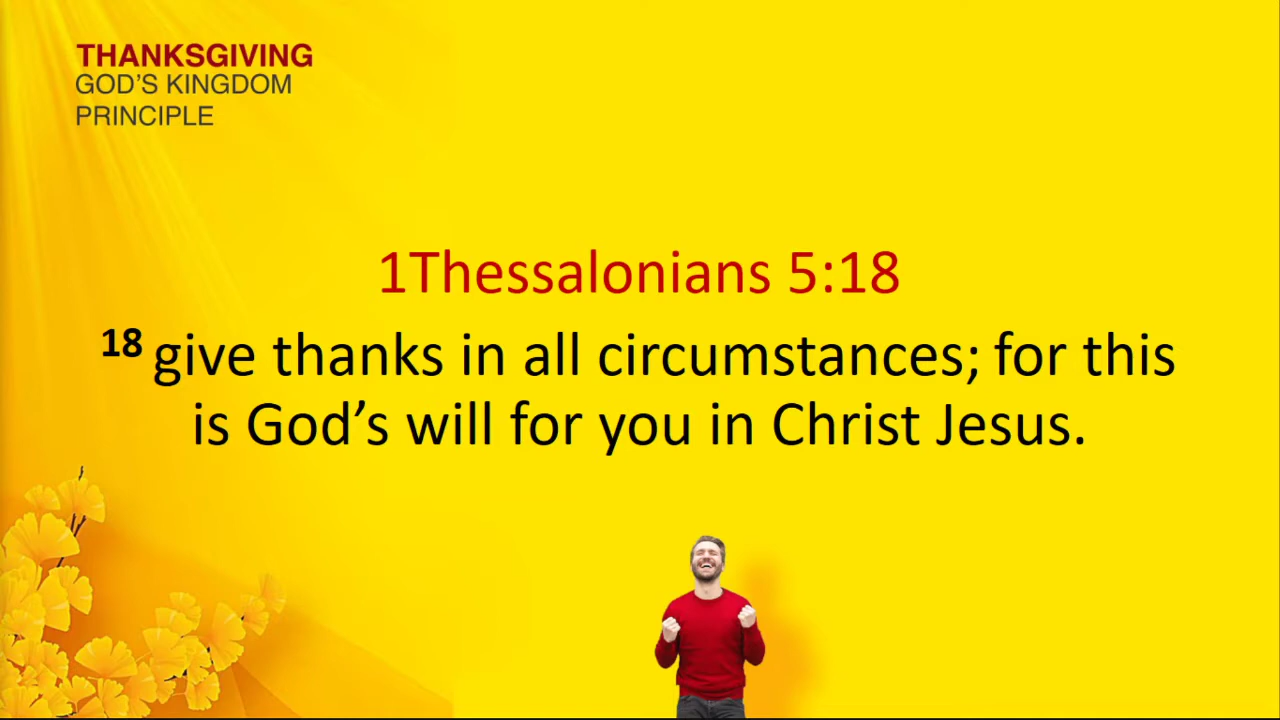 THANKSGIVING
GOD'S KINGDOM
PRINCIPLE
1Thessalonians 5:18
18 give thanks in all circumstances; for this
is God’s will for you in Christ Jesus.